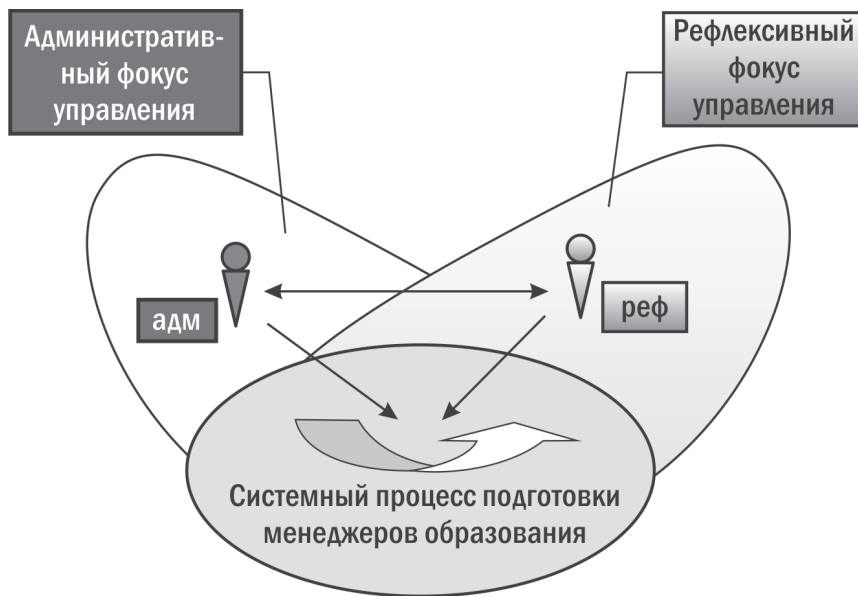 Административ-
ный фокус
управления
Рефлексивный
фокус
управления
адм
реф
Системный процесс подготовки
менеджеров образования